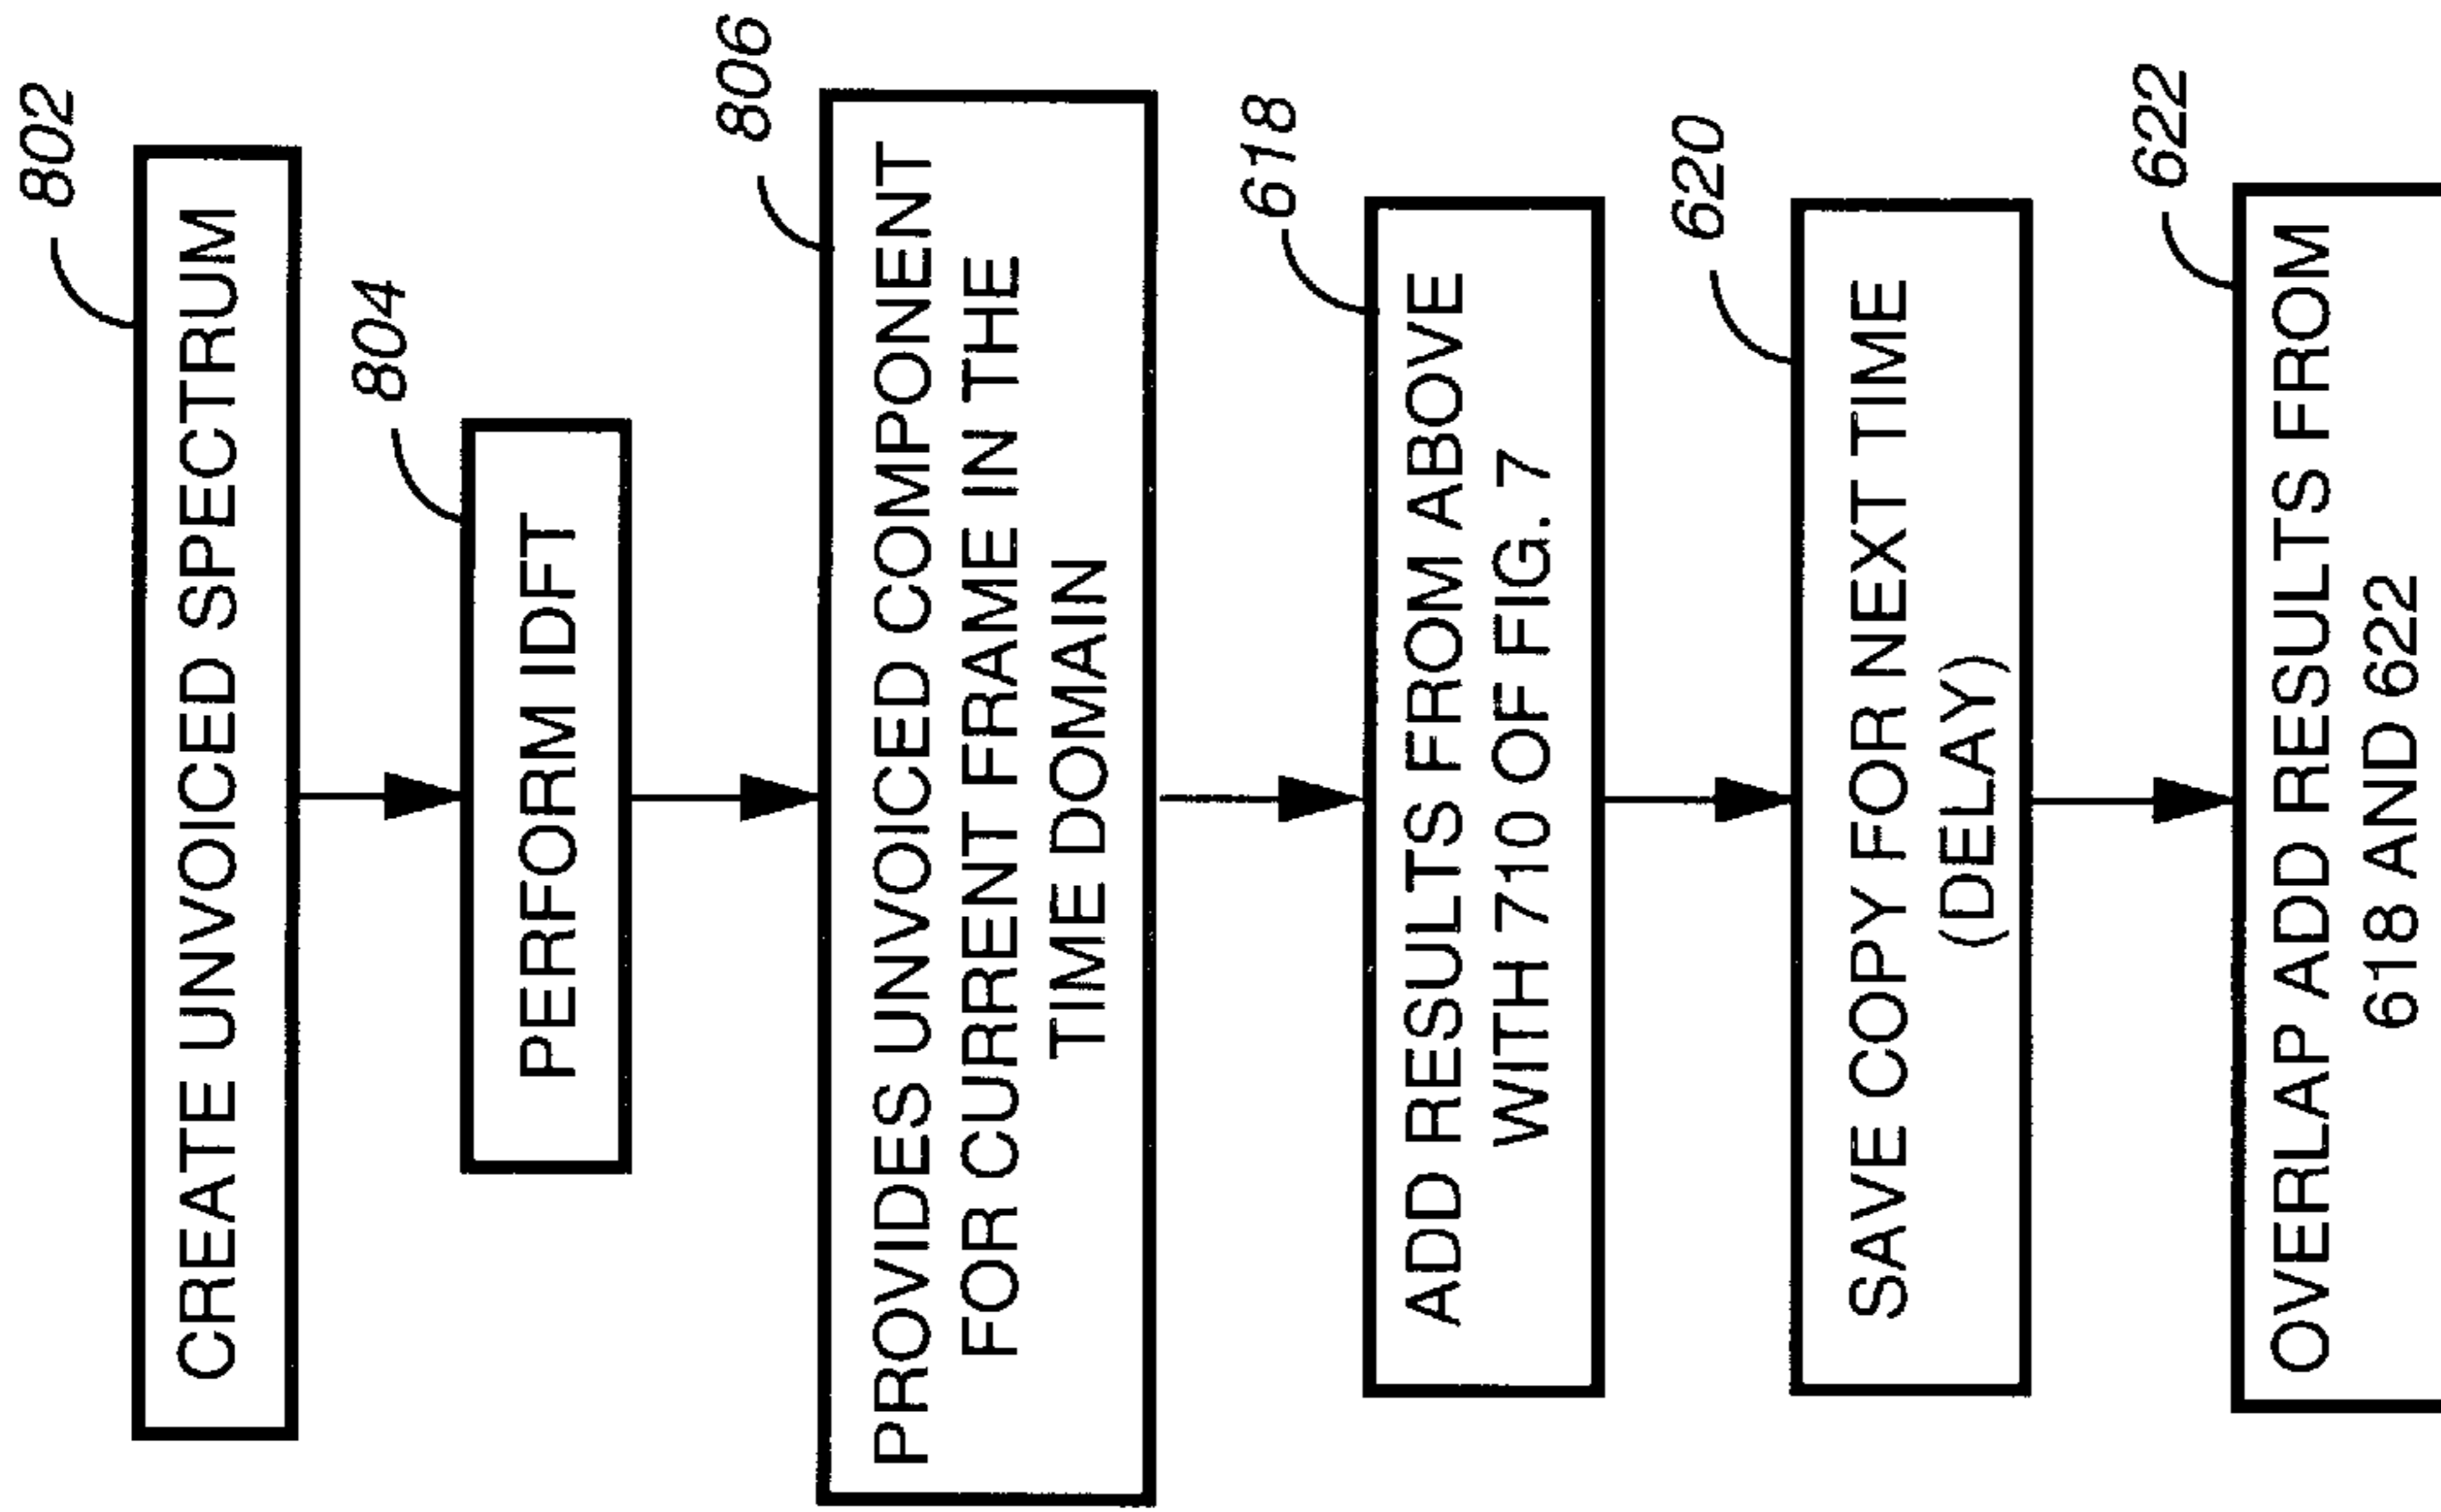 802
CREATE UNVOICED SPECTRUM
804
PERFORM IDFT
806
PROVIDES UNVOICED COMPONENT
FOR CURRENT FRAME IN THE
TIME DOMAIN
618
ADD RESULTS FROM ABOVE
WITH 710 OF FIG. 7
620
SAVE COPY FOR NEXT TIME
(DELAY)
622
OVERLAP ADD RESULTS FROM
618 AND 622